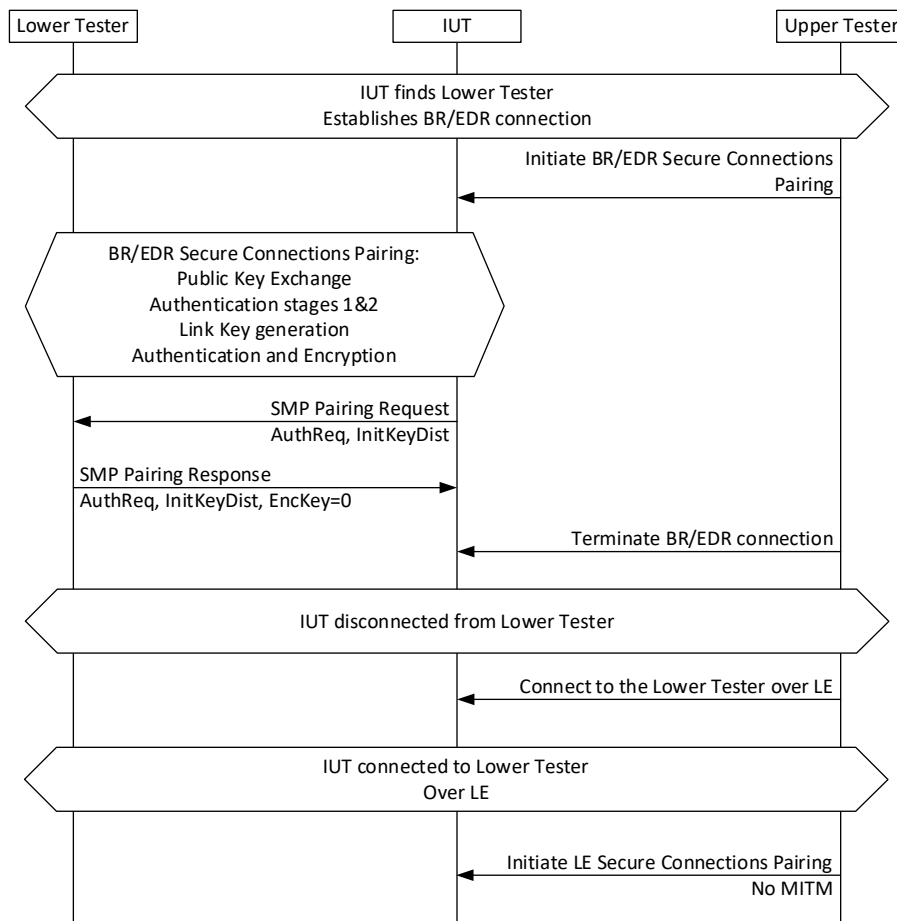 Lower Tester
IUT
Upper Tester
IUT finds Lower Tester
Establishes BR/EDR connection
Initiate BR/EDR Secure Connections
Pairing
BR/EDR Secure Connections Pairing:
Public Key Exchange
Authentication stages 1&2
Link Key generation
Authentication and Encryption
SMP Pairing Request
AuthReq, InitKeyDist
SMP Pairing Response
AuthReq, InitKeyDist, EncKey=0
Terminate BR/EDR connection
IUT disconnected from Lower Tester
Connect to the Lower Tester over LE
IUT connected to Lower Tester
Over LE
Initiate LE Secure Connections Pairing
No MITM